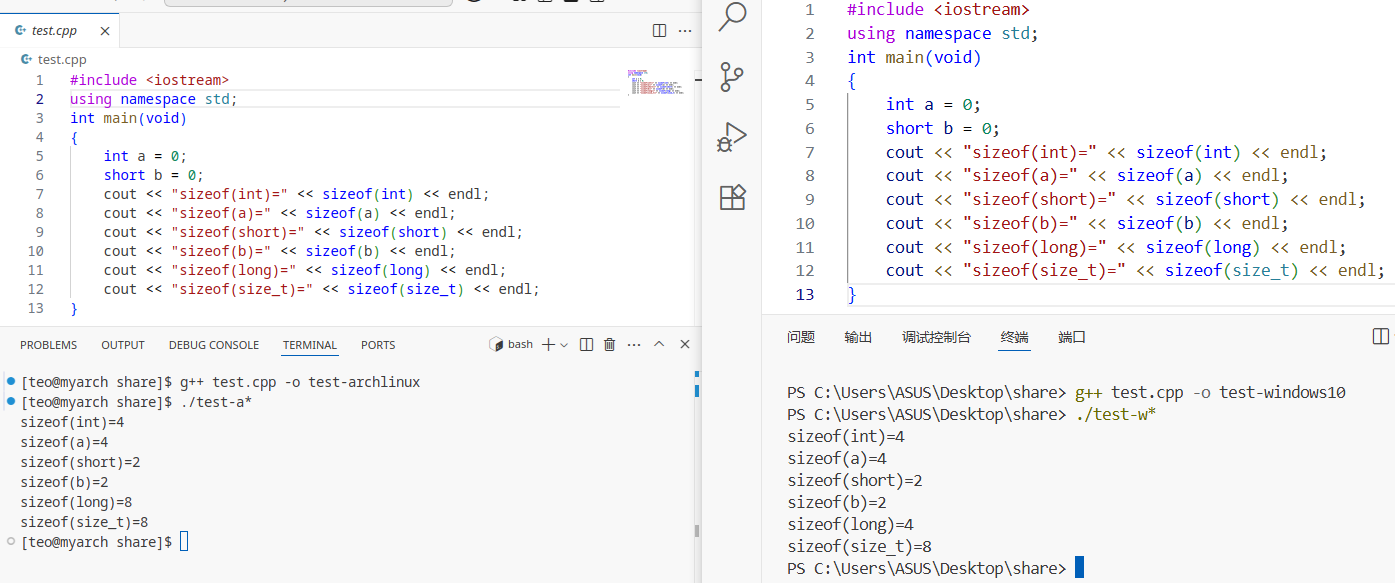 test.cpp
test.cpp
1 #include <iostream>
2 using namespace std;
3 int main(void)
4 {
5 int a = 0;
6 short b = 0;
7 cout << "sizeof(int)=" << sizeof(int) << endl;
8 cout << "sizeof(a)=" << sizeof(a) << endl;
9 cout << "sizeof(short)=" << sizeof(short) << endl;
10 cout << "sizeof(b)=" << sizeof(b) << endl;
11 cout << "sizeof(long)=" << sizeof(long) << endl;
12 cout << "sizeof(size_t)=" << sizeof(size_t) << endl;
13 }
PROBLEMS OUTPUT DEBUG CONSOLE TERMINAL PORTS bash
[teo@myarch share]$ g++ test.cpp -o test-archlinux
[teo@myarch share]$ ./test-a*
sizeof(int)=4
sizeof(a)=4
sizeof(short)=2
sizeof(b)=2
sizeof(long)=8
sizeof(size_t)=8
[teo@myarch share]$
1 #include <iostream>
2 using namespace std;
3 int main(void)
4 {
5 int a = 0;
6 short b = 0;
7 cout << "sizeof(int)=" << sizeof(int) << endl;
8 cout << "sizeof(a)=" << sizeof(a) << endl;
9 cout << "sizeof(short)=" << sizeof(short) << endl;
10 cout << "sizeof(b)=" << sizeof(b) << endl;
11 cout << "sizeof(long)=" << sizeof(long) << endl;
12 cout << "sizeof(size_t)=" << sizeof(size_t) << endl;
13 }
问题 输出 调试控制台 终端 端口
PS C:\Users\ASUS\Desktop\share> g++ test.cpp -o test-windows10
PS C:\Users\ASUS\Desktop\share> ./test-w*
sizeof(int)=4
sizeof(a)=4
sizeof(short)=2
sizeof(b)=2
sizeof(long)=4
sizeof(size_t)=8
PS C:\Users\ASUS\Desktop\share>